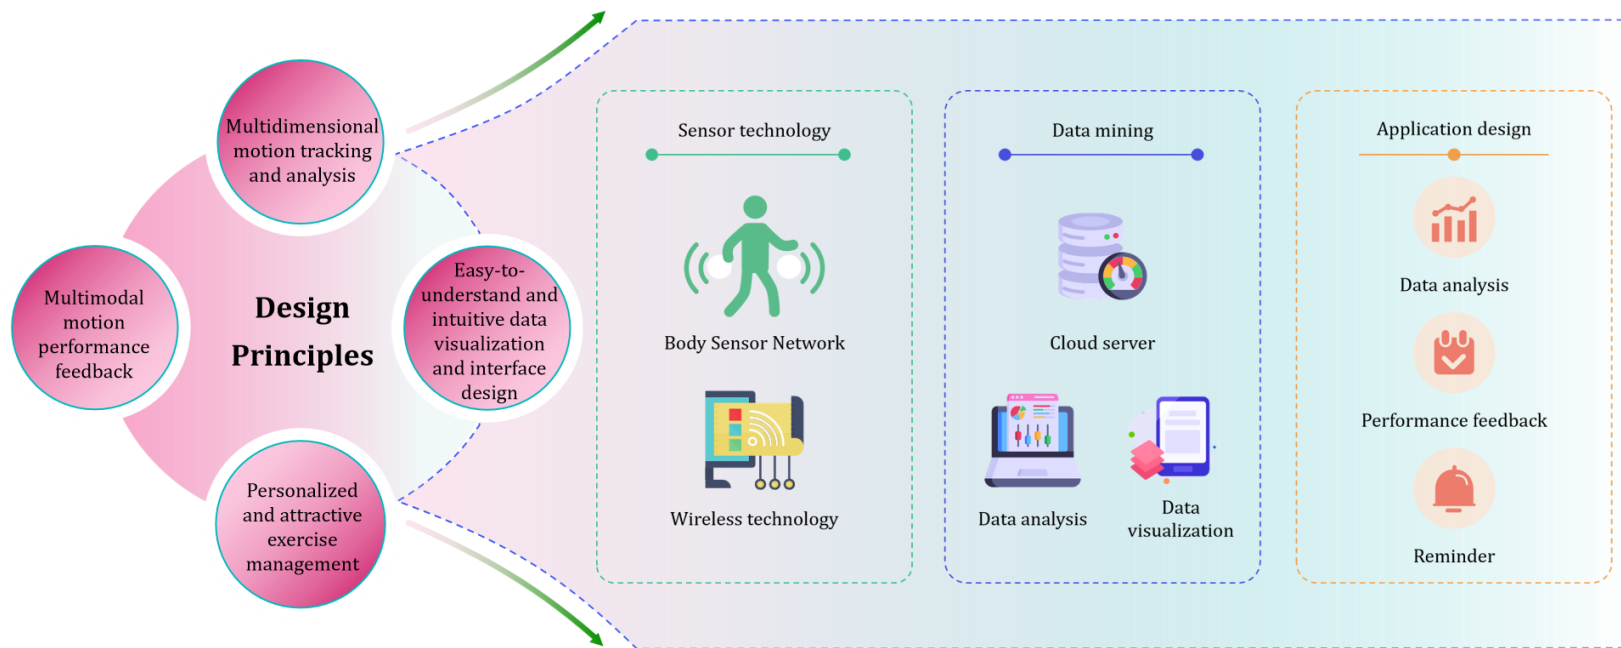 Multidimensional
motion tracking
and analysis
Multimodal
motion
performance
feedback
Design
Principles
Easy-to-
understand and
intuitive data
visualization
and interface
design
Personalized
and attractive
exercise
management
Sensor technology
Body Sensor Network
Wireless technology
Data mining
Cloud server
Data analysis
Data
visualization
Application design
Data analysis
Performance feedback
Reminder